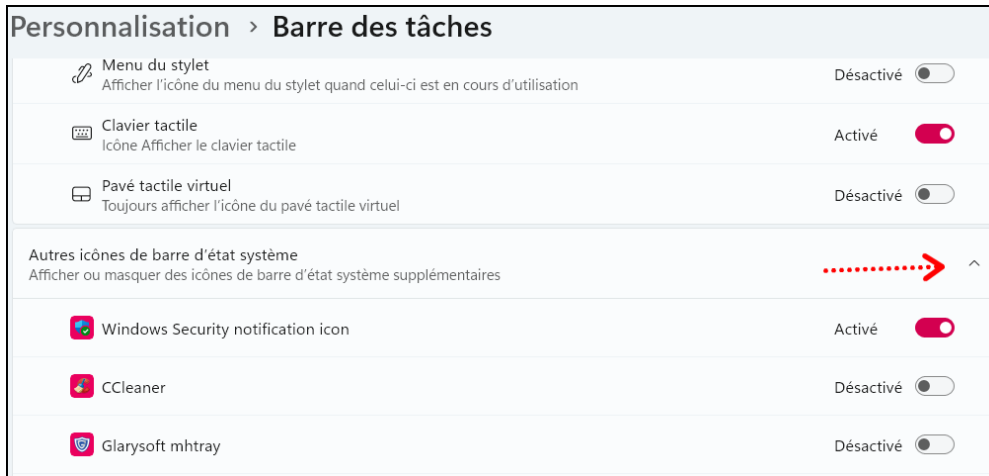 Personnalisation > Barre des tâches
Menu du stylet
Afficher l'icône du menu du stylet quand celui-ci est en cours d'utilisation
Désactivé
Clavier tactile
Icône Afficher le clavier tactile
Activé
Pavé tactile virtuel
Toujours afficher l'icône du pavé tactile virtuel
Désactivé
Autres icônes de barre d'état système
Afficher ou masquer des icônes de barre d'état système supplémentaires
Windows Security notification icon
Activé
CCleaner
Désactivé
Glarysoft mhtray
Désactivé